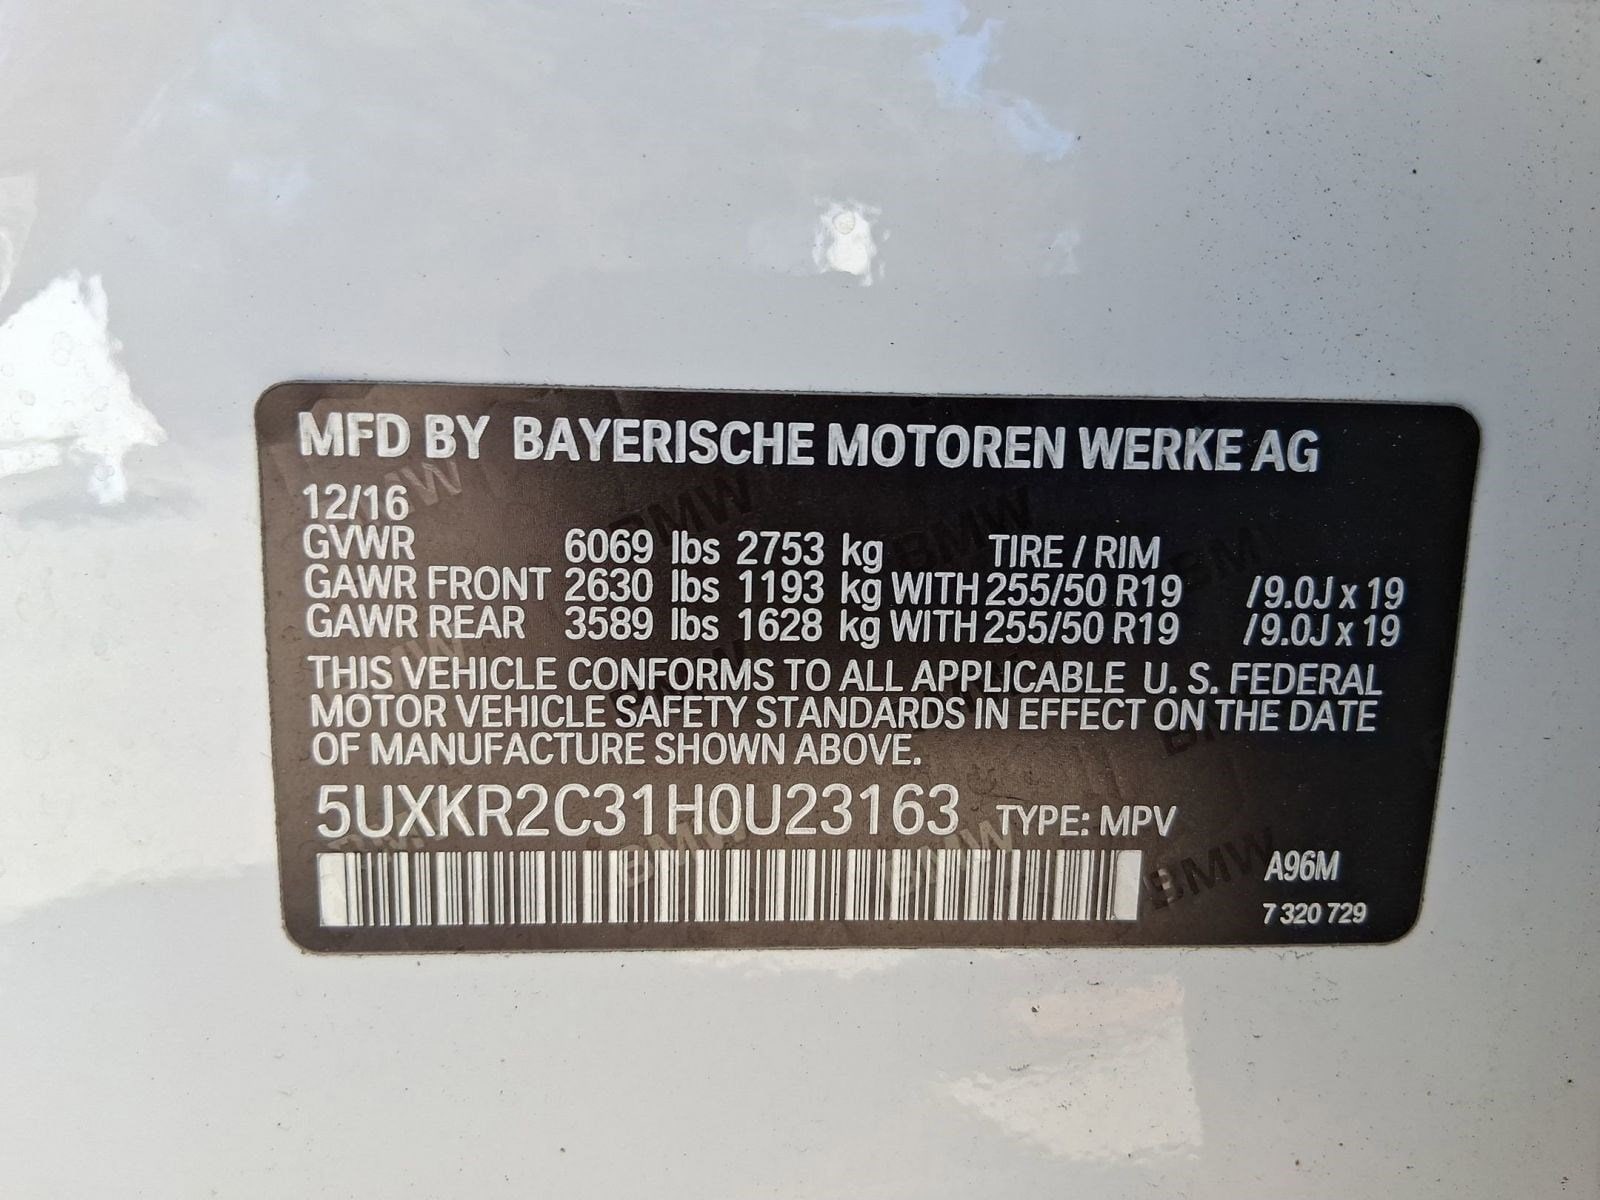 MFD BY BAYERISCHE MOTOREN WERKE AG
12/16
GVWR 6069 lbs 2753 kg TIRE / RIM
GAWR FRONT 2630 lbs 1193 kg WITH 255/50 R19 /9.0J x 19
GAWR REAR 3589 lbs 1628 kg WITH 255/50 R19 /9.0J x 19
THIS VEHICLE CONFORMS TO ALL APPLICABLE U. S. FEDERAL
MOTOR VEHICLE SAFETY STANDARDS IN EFFECT ON THE DATE
OF MANUFACTURE SHOWN ABOVE.
5UXKR2C31H0U23163 TYPE: MPV
A96M
7 320 729